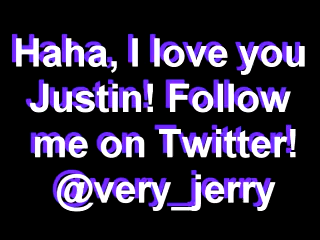 Haha, I love you
Justin! Follow
me on Twitter!
@very_jerry